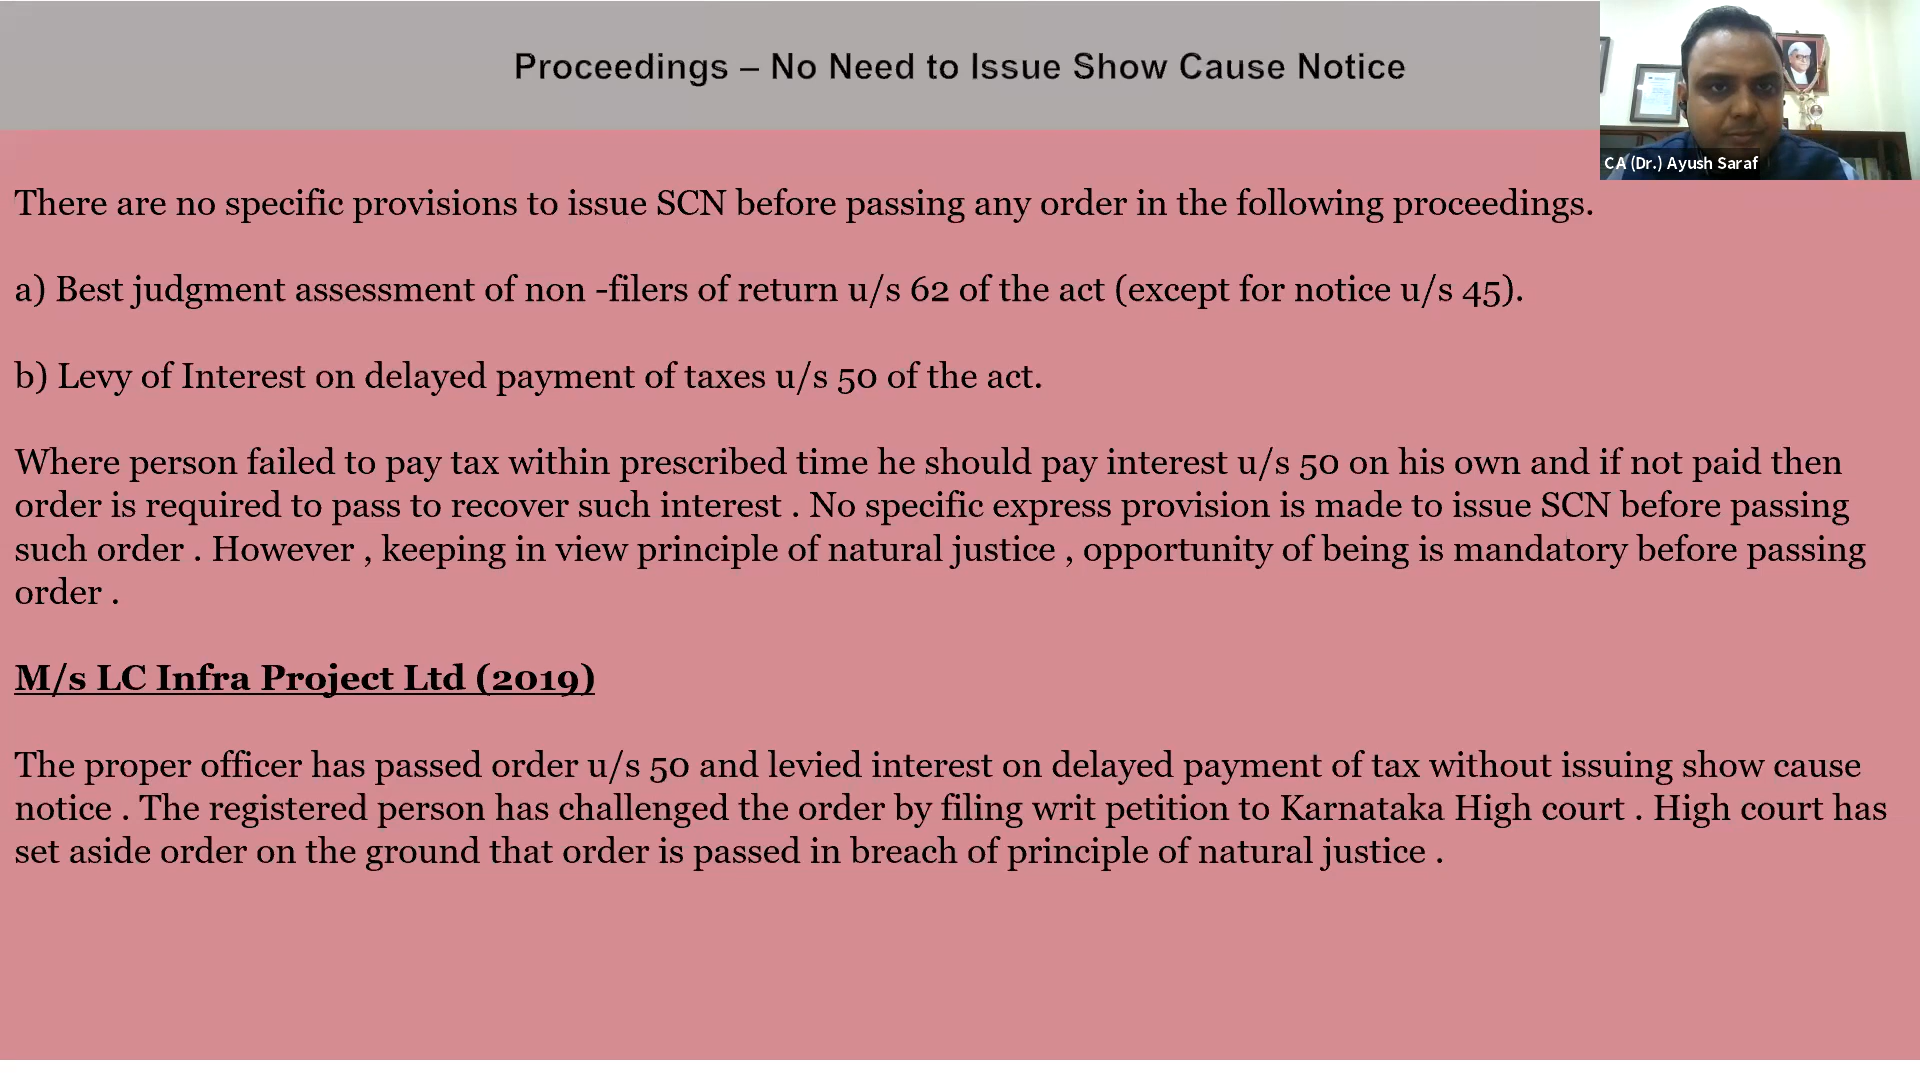 Proceedings – No Need to Issue Show Cause Notice
CA (Dr.) Ayush Saraf
There are no specific provisions to issue SCN before passing any order in the following proceedings.
a) Best judgment assessment of non -filers of return u/s 62 of the act (except for notice u/s 45).
b) Levy of Interest on delayed payment of taxes u/s 50 of the act.
Where person failed to pay tax within prescribed time he should pay interest u/s 50 on his own and if not paid then
order is required to pass to recover such interest . No specific express provision is made to issue SCN before passing
such order . However , keeping in view principle of natural justice , opportunity of being is mandatory before passing
order .
M/s LC Infra Project Ltd (2019)
The proper officer has passed order u/s 50 and levied interest on delayed payment of tax without issuing show cause
notice . The registered person has challenged the order by filing writ petition to Karnataka High court . High court has
set aside order on the ground that order is passed in breach of principle of natural justice .